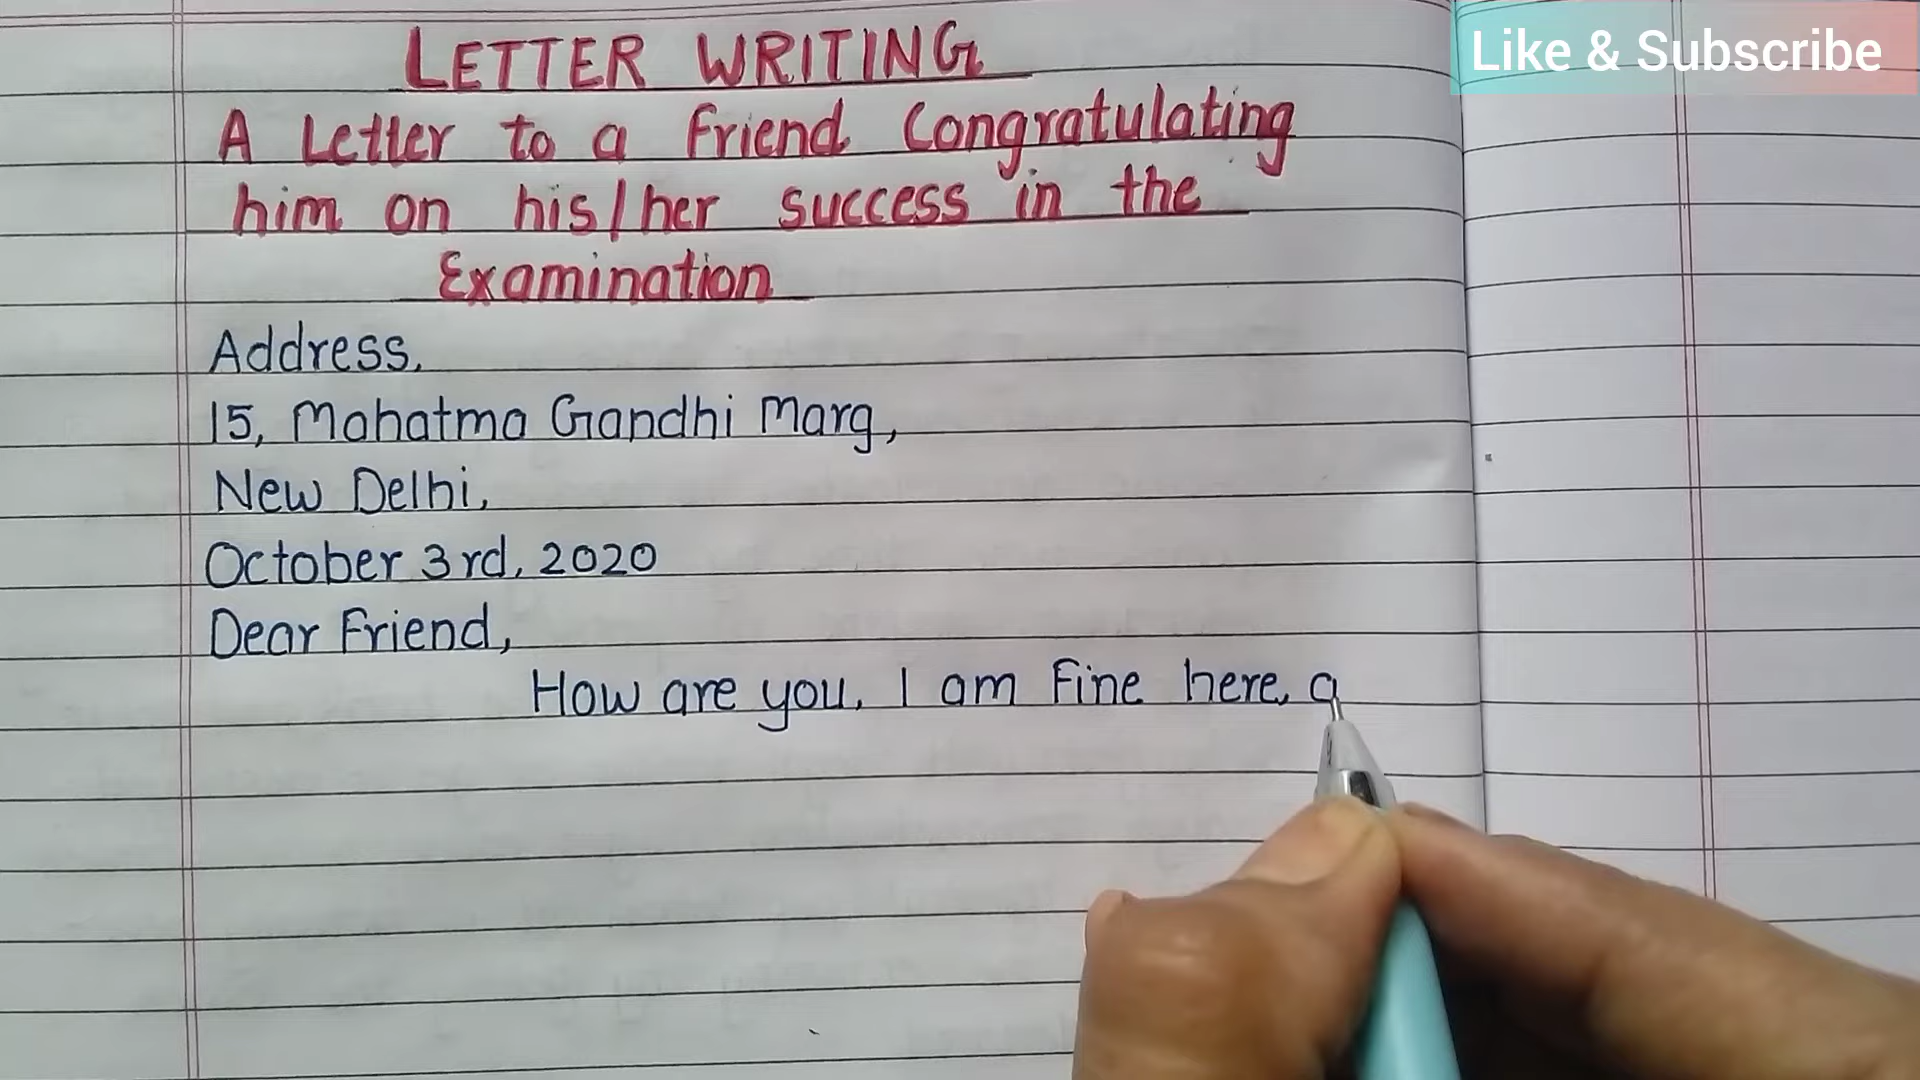 Like & Subscribe
LETTER WRITING
A Letter to a Friend Congratulating
him on his/her success in the
Examination
Address,
15, Mahatma Gandhi Marg,
New Delhi,
October 3rd, 2020
Dear Friend,
How are you, I am fine here, a